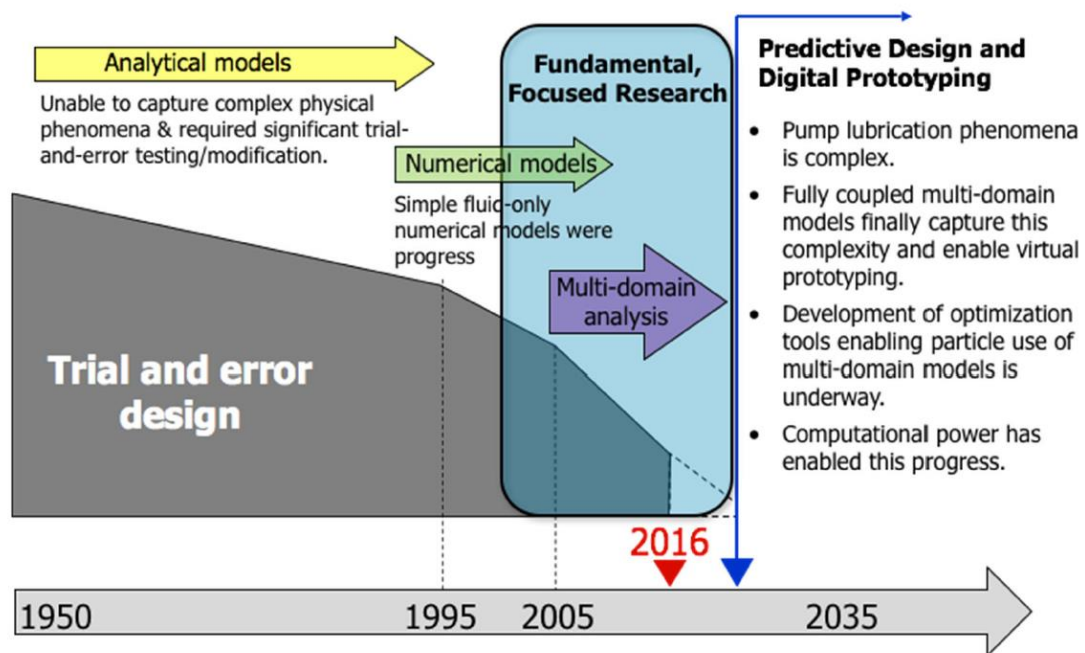 Analytical models
Unable to capture complex physical
phenomena & required significant trial-
and-error testing/modification.
Fundamental,
Focused Research
Numerical models
Simple fluid-only
numerical models were
progress
Multi-domain
analysis
Trial and error
design
Predictive Design and
Digital Prototyping
• Pump lubrication phenomena
is complex.
• Fully coupled multi-domain
models finally capture this
complexity and enable virtual
prototyping.
• Development of optimization
tools enabling particle use of
multi-domain models is
underway.
• Computational power has
enabled this progress.
2016
1950
1995
2005
2035